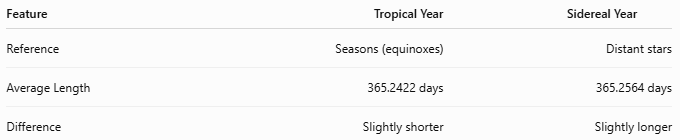 Feature Tropical Year Sidereal Year
Reference Seasons (equinoxes) Distant stars
Average Length 365.2422 days 365.2564 days
Difference Slightly shorter Slightly longer